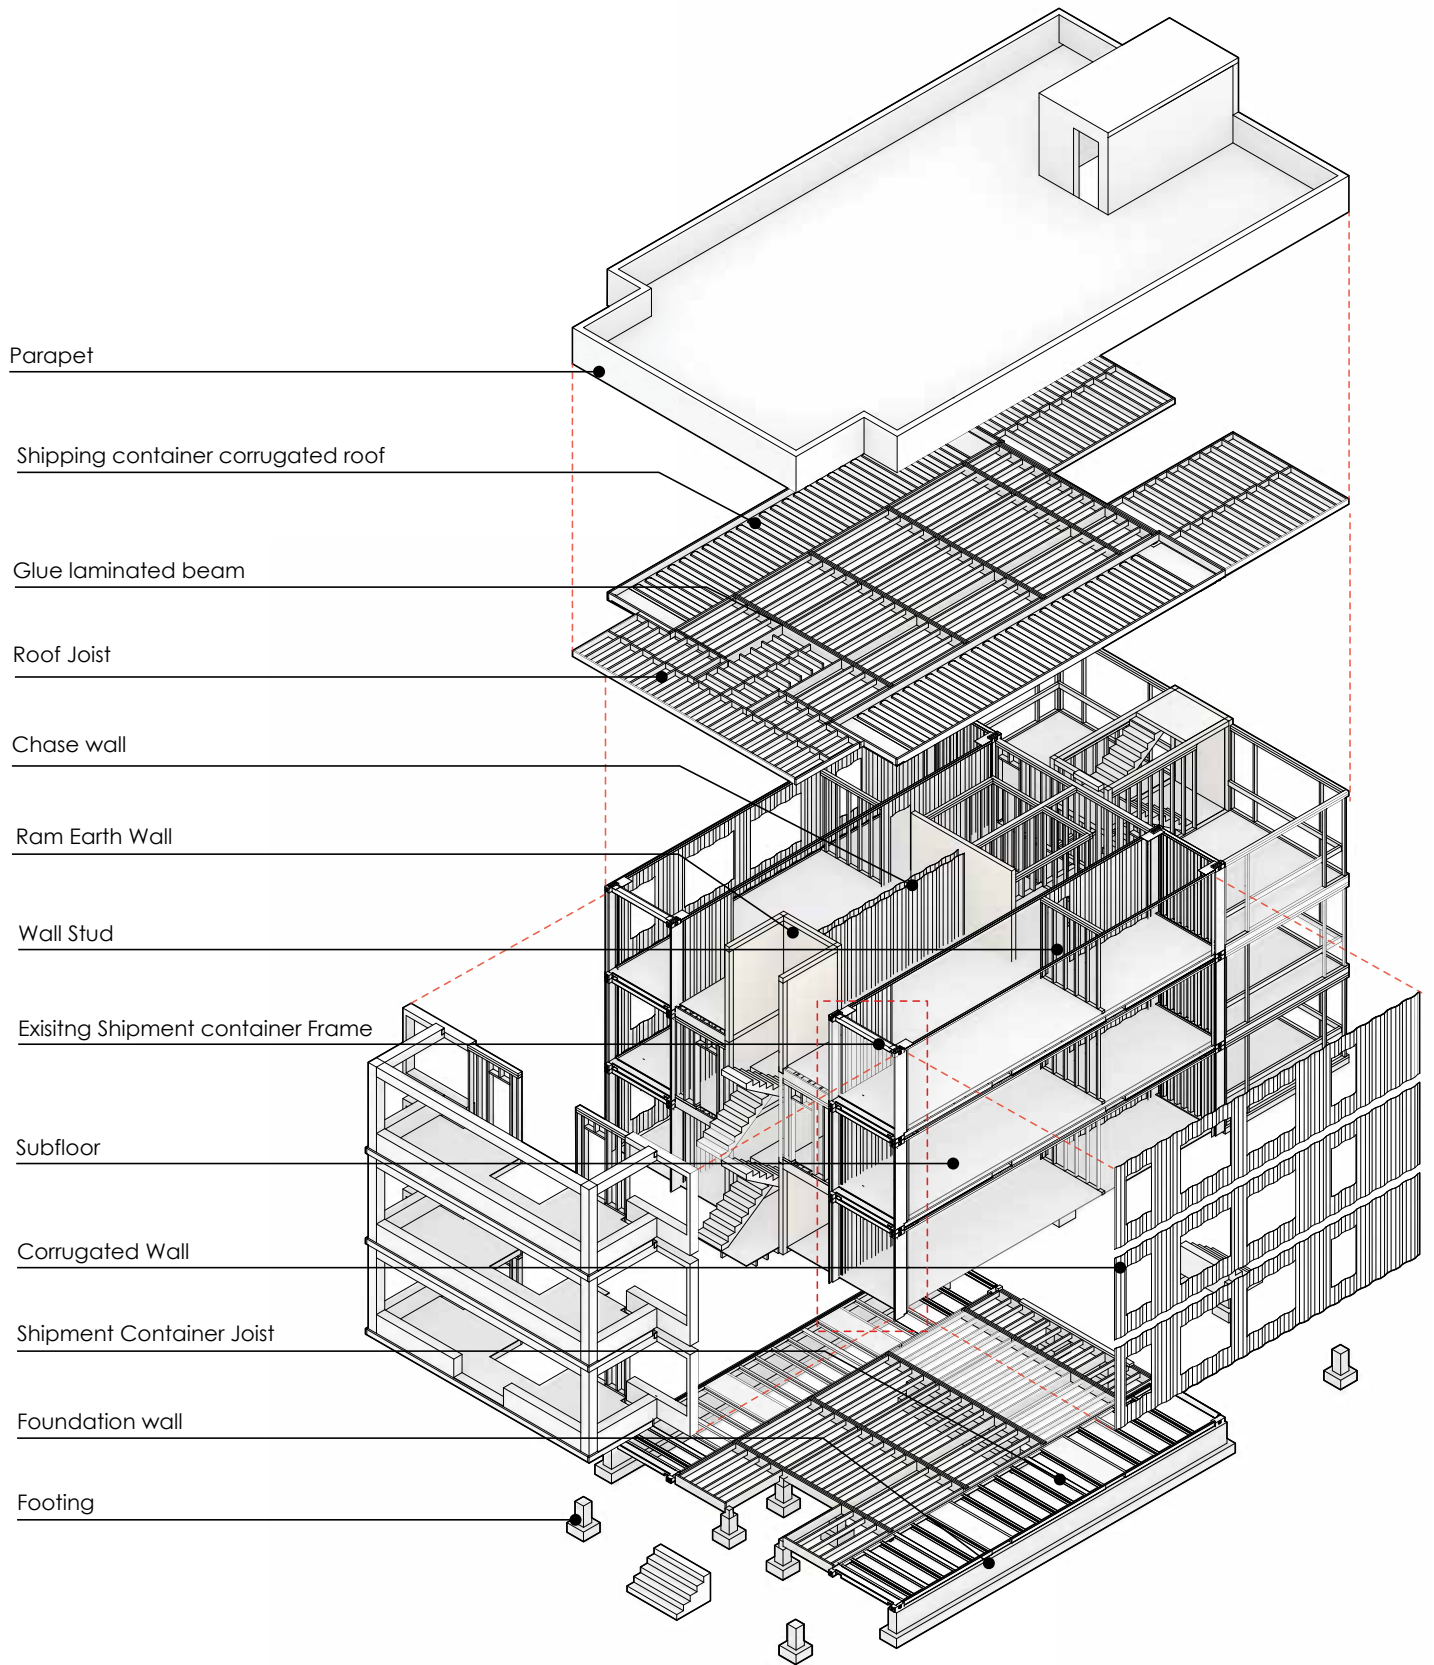 Parapet
Shipping container corrugated roof
Glue laminated beam
Roof Joist
Chase wall
Ram Earth Wall
Wall Stud
Exisitng Shipment container Frame
Subfloor
Corrugated Wall
Shipment Container Joist
Foundation wall
Footing